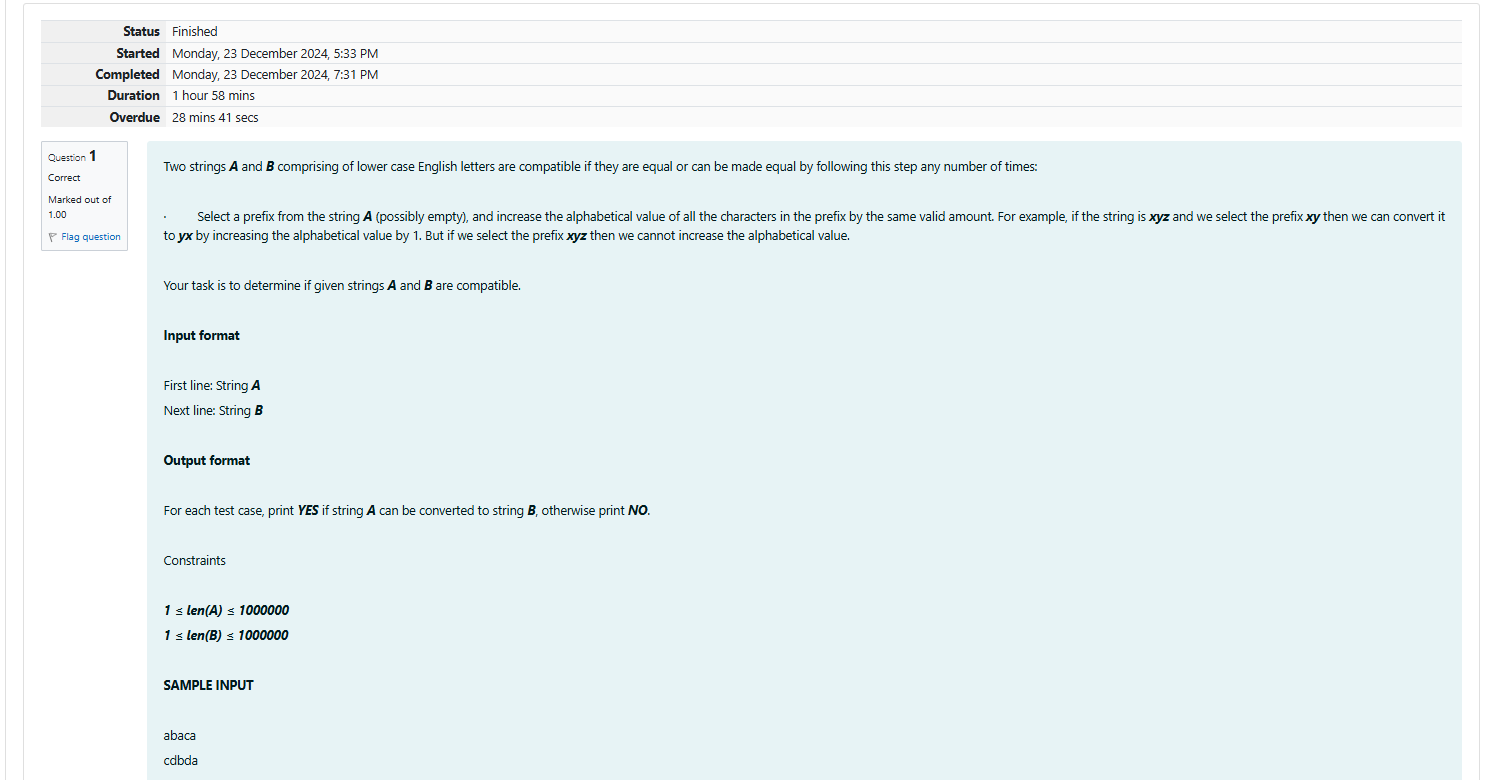 Status Finished
Started Monday, 23 December 2024, 5:33 PM
Completed Monday, 23 December 2024, 7:31 PM
Duration 1 hour 58 mins
Overdue 28 mins 41 secs
Question 1
Correct
Marked out of
1.00
Flag question
Two strings A and B comprising of lower case English letters are compatible if they are equal or can be made equal by following this step any number of times:
· Select a prefix from the string A (possibly empty), and increase the alphabetical value of all the characters in the prefix by the same valid amount. For example, if the string is xyz and we select the prefix xy then we can convert it
to yx by increasing the alphabetical value by 1. But if we select the prefix xyz then we cannot increase the alphabetical value.
Your task is to determine if given strings A and B are compatible.
Input format
First line: String A
Next line: String B
Output format
For each test case, print YES if string A can be converted to string B, otherwise print NO.
Constraints
1 ≤ len(A) ≤ 1000000
1 ≤ len(B) ≤ 1000000
SAMPLE INPUT
abaca
cdbda